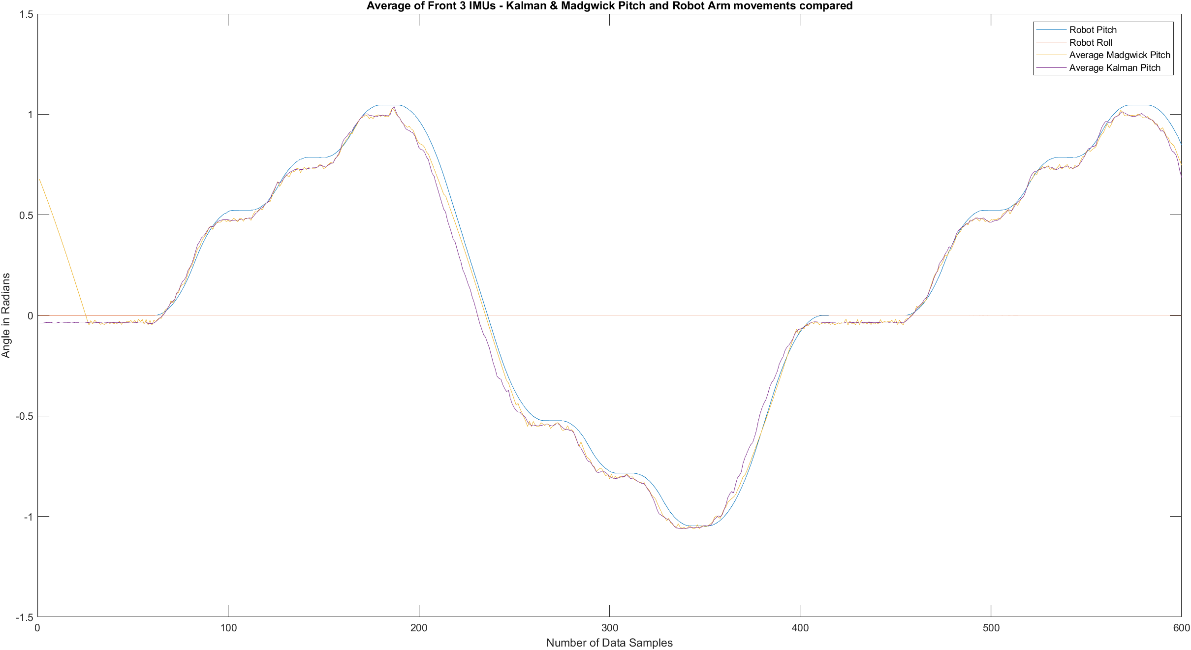 Average of Front 3 IMUs - Kalman & Madgwick Pitch and Robot Arm movements compared
1.5
Robot Pitch
Robot Roll
Average Madgwick Pitch
Average Kalman Pitch
1
0.5
0
-0.5
-1
-1.5
Angle in Radians
0 100 200 300 400 500 600
Number of Data Samples